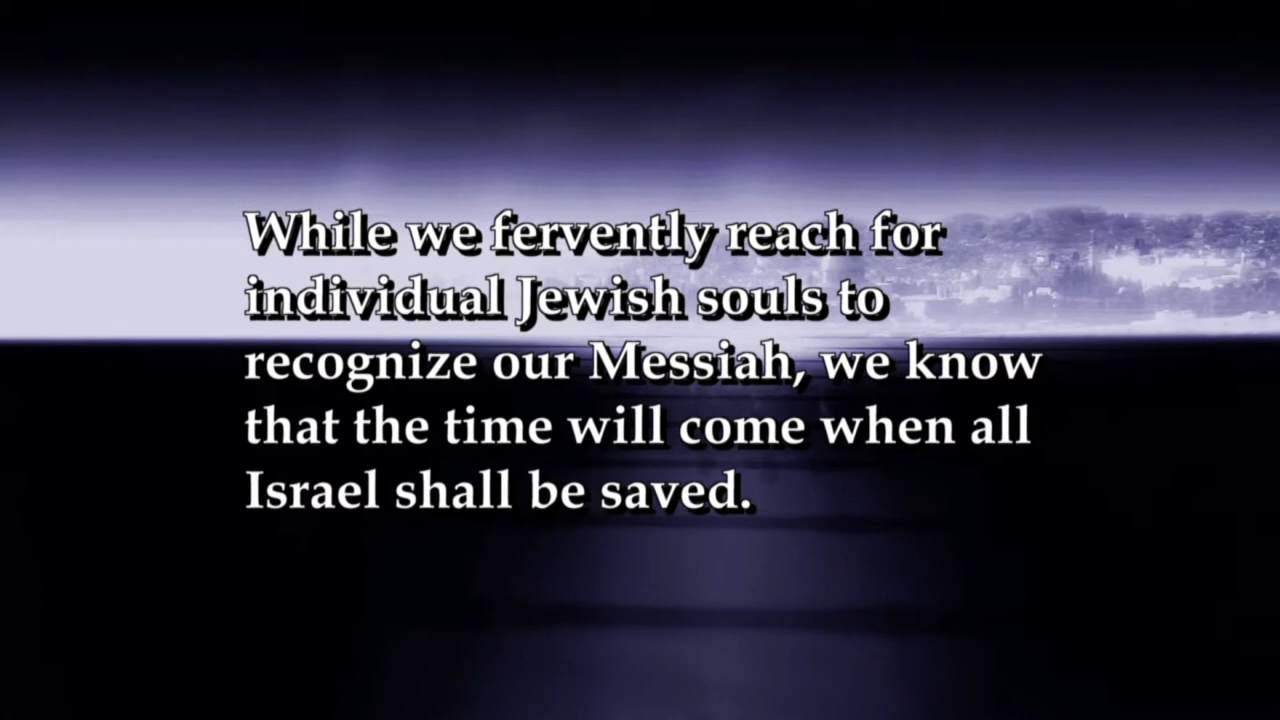 While we fervently reach for
individual Jewish souls to
recognize our Messiah, we know
that the time will come when all
Israel shall be saved.